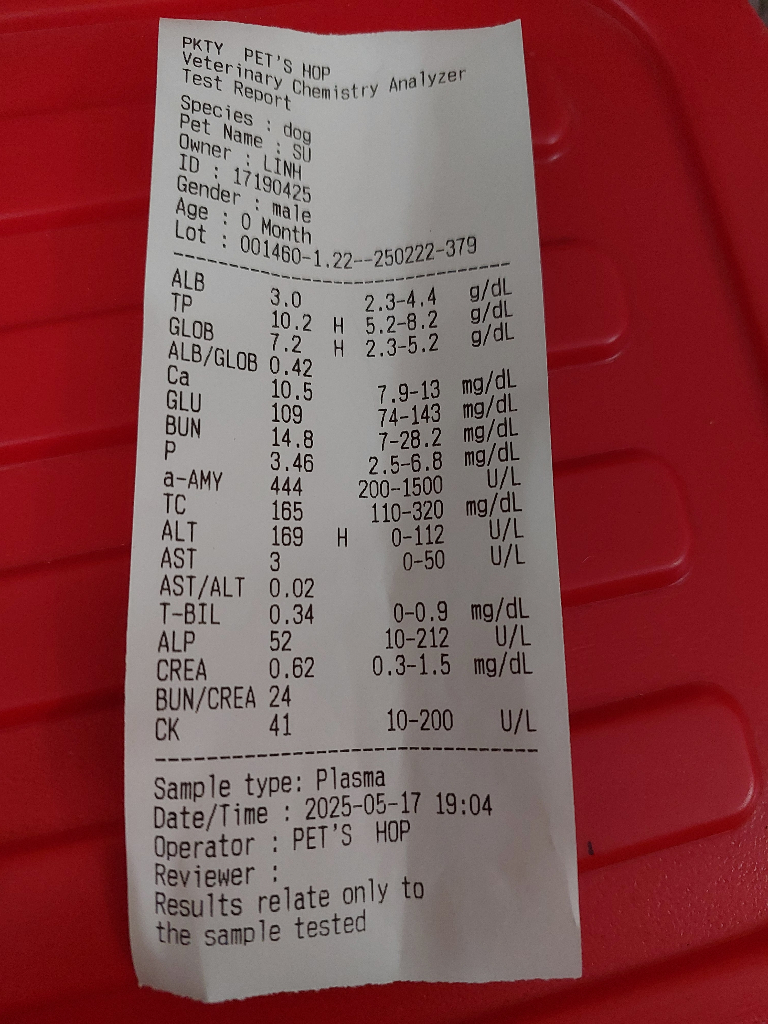 PKTY PET'S HOP
Veterinary Chemistry Analyzer
Test Report
Species : dog
Pet Name : SU
Owner : LINH
ID : 17190425
Gender : male
Age : 0 Month
Lot : 001460-1.22--250222-379
ALB 3.0 2.3-4.4 g/dL
TP 10.2 H 5.2-8.2 g/dL
GLOB 7.2 H 2.3-5.2 g/dL
ALB/GLOB 0.42
Ca 10.5 7.9-13 mg/dL
GLU 109 74-143 mg/dL
BUN 14.8 7-28.2 mg/dL
P 3.46 2.5-6.8 mg/dL
a-AMY 444 200-1500 U/L
TC 165 110-320 mg/dL
ALT 169 H 0-112 U/L
AST 3 0-50 U/L
AST/ALT 0.02
T-BIL 0.34 0-0.9 mg/dL
ALP 52 10-212 U/L
CREA 0.62 0.3-1.5 mg/dL
BUN/CREA 24
CK 41 10-200 U/L
Sample type: Plasma
Date/Time : 2025-05-17 19:04
Operator : PET'S HOP
Reviewer :
Results relate only to
the sample tested